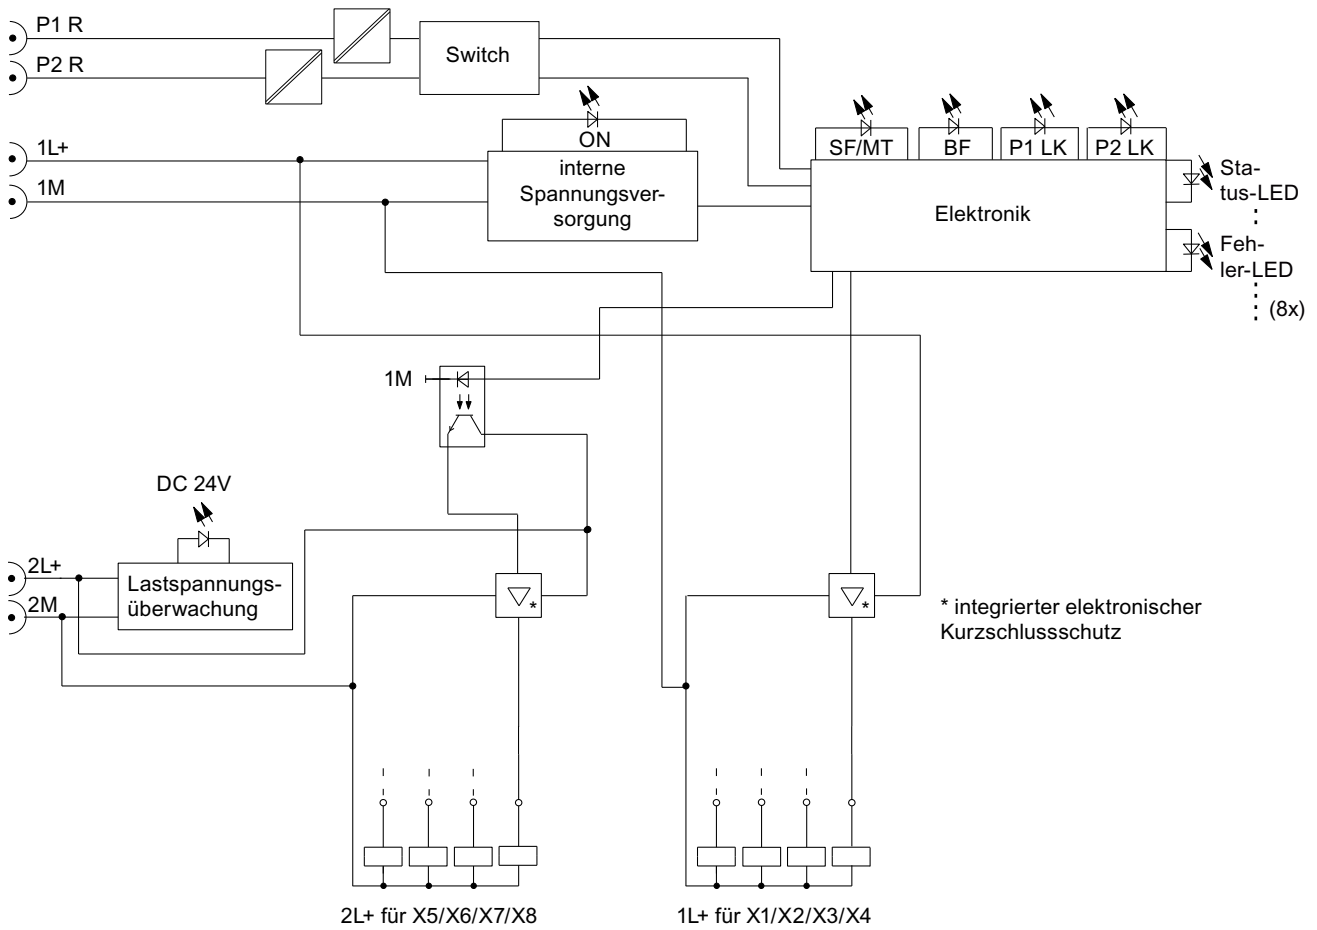 P1 R
P2 R
Switch
1L+
1M
ON
interne
Spannungsver-
sorgung
SF/MT
BF
P1 LK
P2 LK
Elektronik
Sta-
tus-LED
Feh-
ler-LED
(8x)
1M
DC 24V
2L+
2M
Lastspannungs-
überwachung
*
*
* integrierter elektronischer
Kurzschlussschutz
2L+ für X5/X6/X7/X8
1L+ für X1/X2/X3/X4